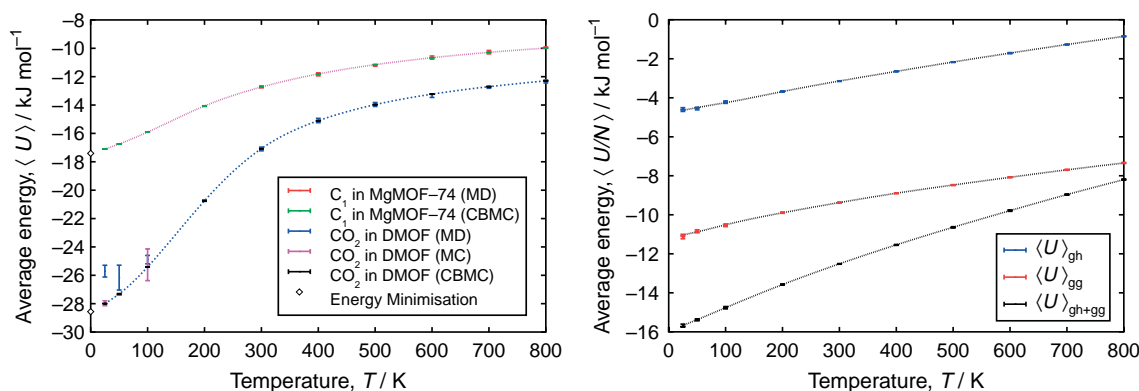 Average energy, ⟨ U ⟩ / kJ mol⁻¹
−8
−10
−12
−14
−16
−18
−20
−22
−24
−26
−28
−30
C₁ in MgMOF–74 (MD)
C₁ in MgMOF–74 (CBMC)
CO₂ in DMOF (MD)
CO₂ in DMOF (MC)
CO₂ in DMOF (CBMC)
Energy Minimisation
0 100 200 300 400 500 600 700 800
Temperature, T / K
Average energy, ⟨ U/N ⟩ / kJ mol⁻¹
0
−2
−4
−6
−8
−10
−12
−14
−16
⟨U⟩gh
⟨U⟩gg
⟨U⟩gh+gg
0 100 200 300 400 500 600 700 800
Temperature, T / K